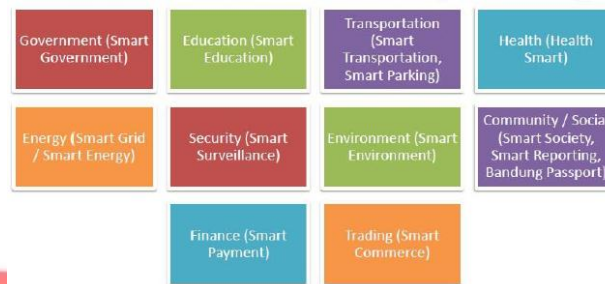 Government (Smart
Government)
Education (Smart
Education)
Transportation
(Smart
Transportation,
Smart Parking)
Health (Health
Smart)
Energy (Smart Grid
/ Smart Energy)
Security (Smart
Surveillance)
Environment (Smart
Environment)
Community / Social
(Smart Society,
Smart Reporting,
Bandung Passport)
Finance (Smart
Payment)
Trading (Smart
Commerce)